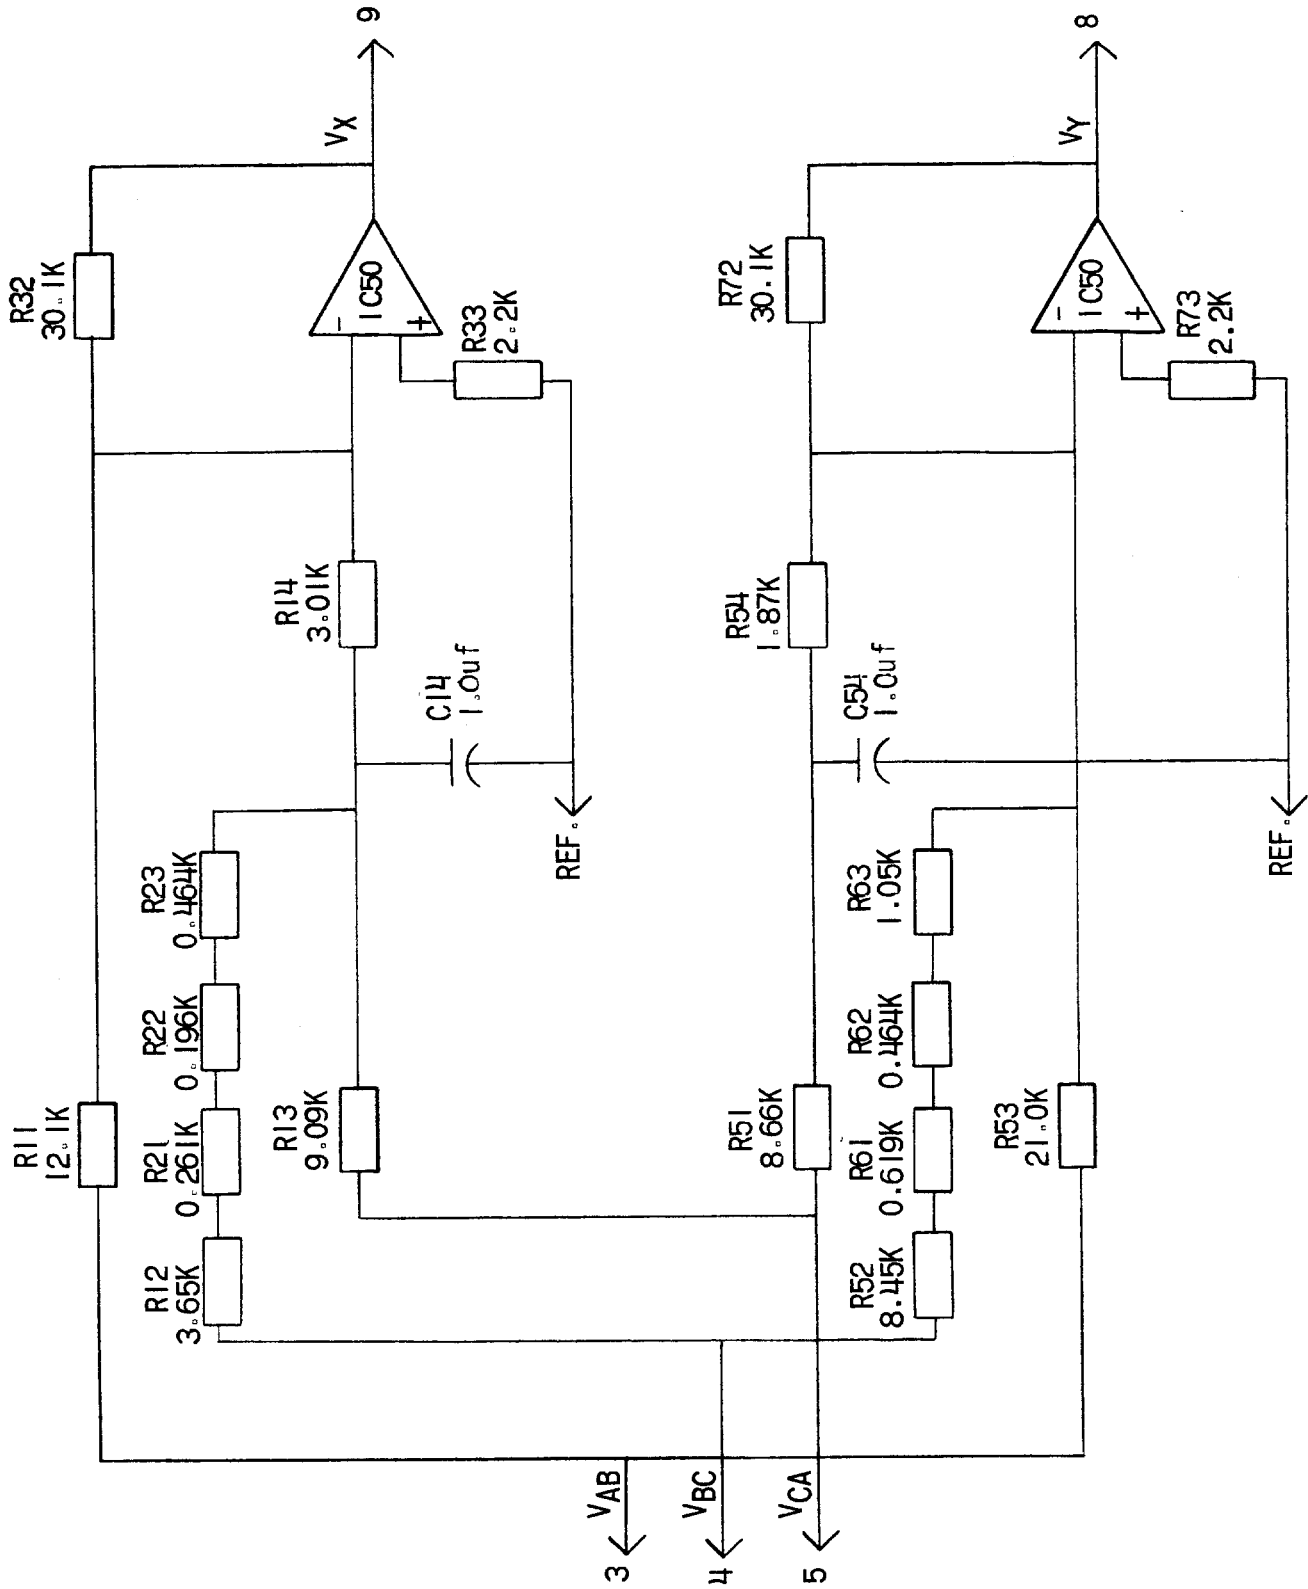 R11
12.1K
R32
30.1K
R12
3.65K
R21
0.261K
R22
0.196K
R23
0.464K
R13
9.09K
R14
3.01K
C14
1.0uf
-
+
IC50
R33
2.2K
VX
9
REF.
3
VAB
4
VBC
5
VCA
R51
8.66K
R54
1.87K
R72
30.1K
C54
1.0uf
R52
8.45K
R61
0.619K
R62
0.464K
R63
1.05K
R53
21.0K
-
+
IC50
R73
2.2K
VY
8
REF.